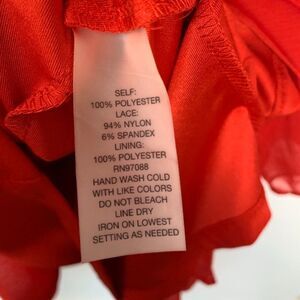 SELF:
100% POLYESTER
LACE:
94% NYLON
6% SPANDEX
LINING:
100% POLYESTER
RN97088
HAND WASH COLD
WITH LIKE COLORS
DO NOT BLEACH
LINE DRY
IRON ON LOWEST
SETTING AS NEEDED